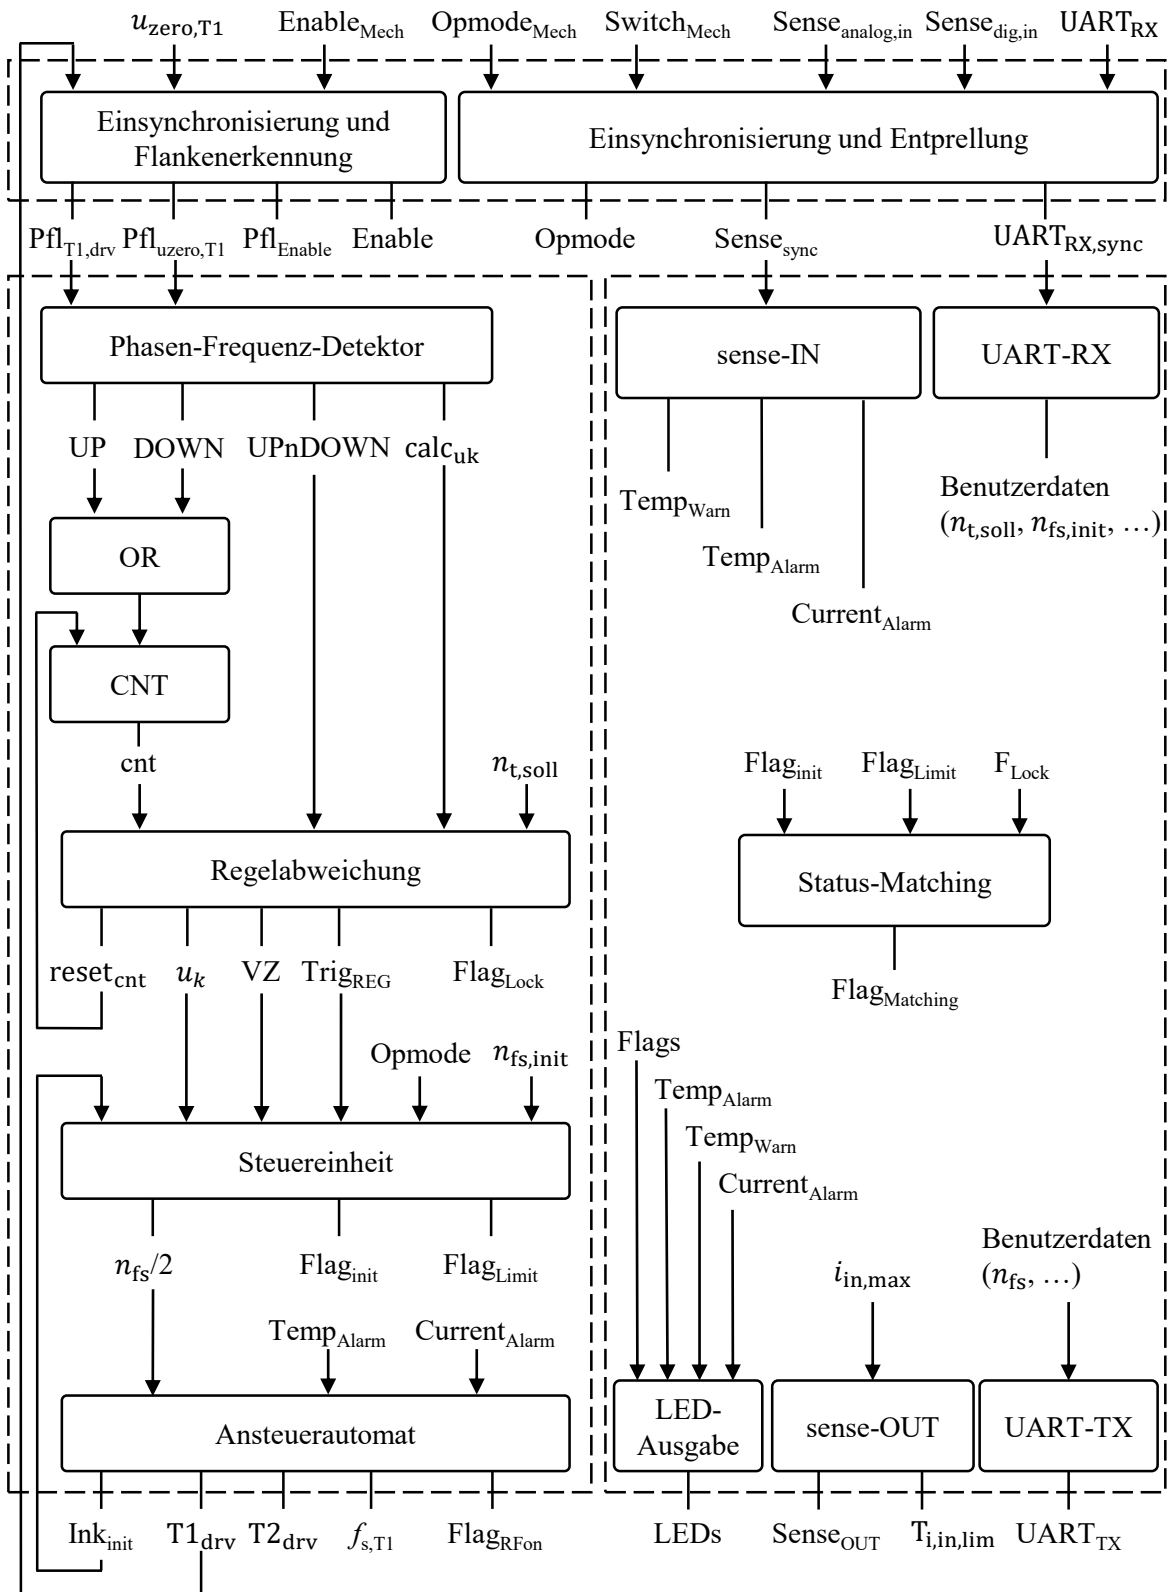 u_zero,T1 Enable_Mech Opmode_Mech Switch_Mech Sense_analog,in Sense_dig,in UART_RX
Einsynchronisierung und
Flankenerkennung
Einsynchronisierung und Entprellung
Pfl_T1,drv Pfl_uzero,T1 Pfl_Enable Enable Opmode Sense_sync UART_RX,sync
Phasen-Frequenz-Detektor
sense-IN
UART-RX
UP DOWN UPnDOWN calc_uk
Temp_Warn
Temp_Alarm
Current_Alarm
Benutzerdaten
(n_t,soll, n_fs,init, …)
OR
CNT
cnt
n_t,soll
Flag_init Flag_Limit F_Lock
Regelabweichung
Status-Matching
reset_cnt u_k VZ Trig_REG Flag_Lock
Flag_Matching
Opmode n_fs,init
Flags
Temp_Alarm
Temp_Warn
Current_Alarm
Steuereinheit
n_fs/2 Flag_init Flag_Limit
i_in,max
Benutzerdaten
(n_fs, …)
Temp_Alarm Current_Alarm
Ansteuerautomat
LED-
Ausgabe
sense-OUT
UART-TX
Ink_init T1_drv T2_drv f_s,T1 Flag_RFon LEDs Sense_OUT T_i,in,lim UART_TX